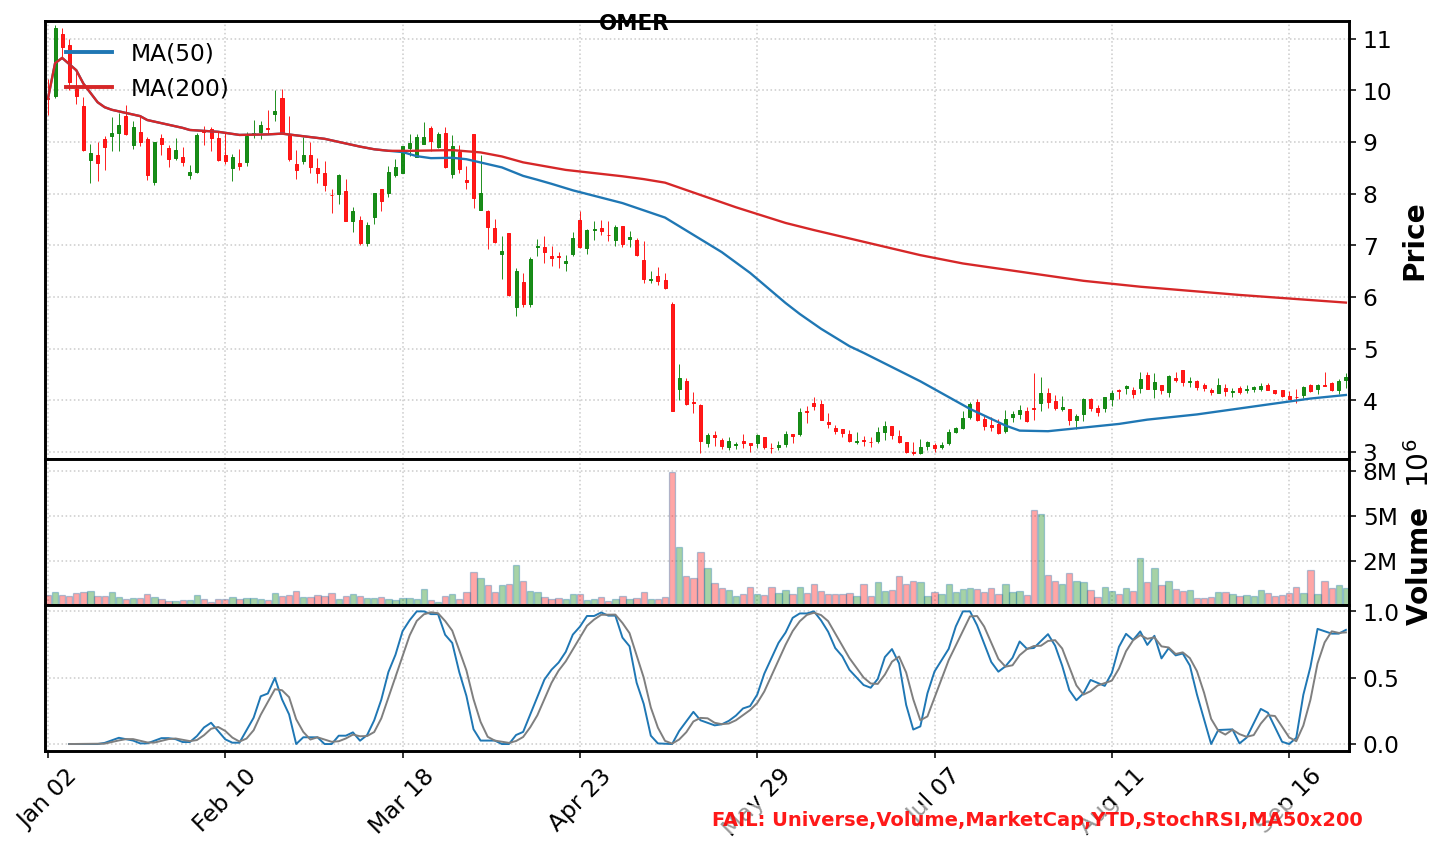 OMER
MA(50)
MA(200)
11
10
9
8
7
6
5
4
3
Price
8M
5M
2M
Volume 10^6
1.0
0.5
0.0
Jan 02
Feb 10
Mar 18
Apr 23
May 29
Jul 07
Aug 11
Sep 16
FAIL: Universe,Volume,MarketCap,YTD,StochRSI,MA50x200